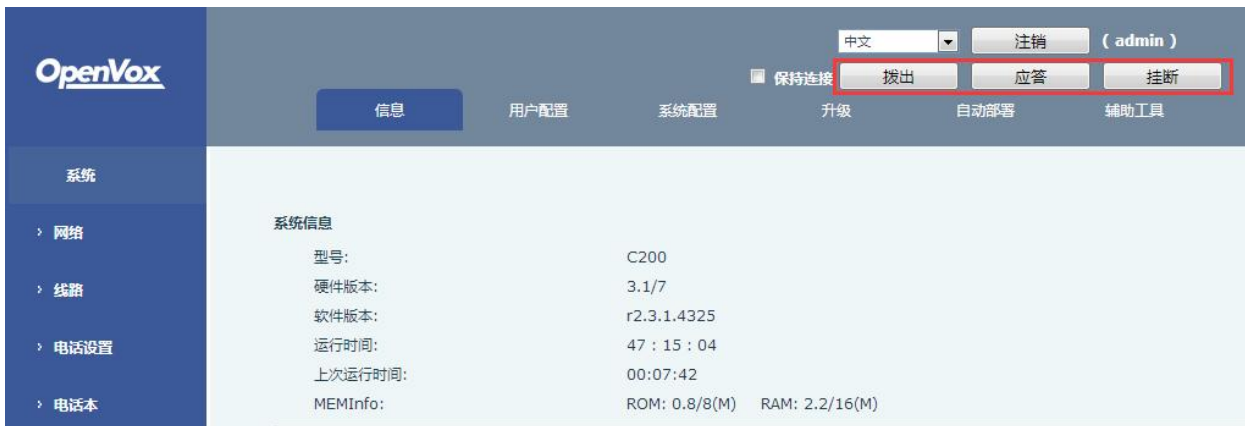 OpenVox
中文 注销 ( admin )
保持连接 拨出 应答 挂断
信息 用户配置 系统配置 升级 自动部署 辅助工具
系统
› 网络
› 线路
› 电话设置
› 电话本
系统信息
型号: C200
硬件版本: 3.1/7
软件版本: r2.3.1.4325
运行时间: 47 : 15 : 04
上次运行时间: 00:07:42
MEMInfo: ROM: 0.8/8(M) RAM: 2.2/16(M)